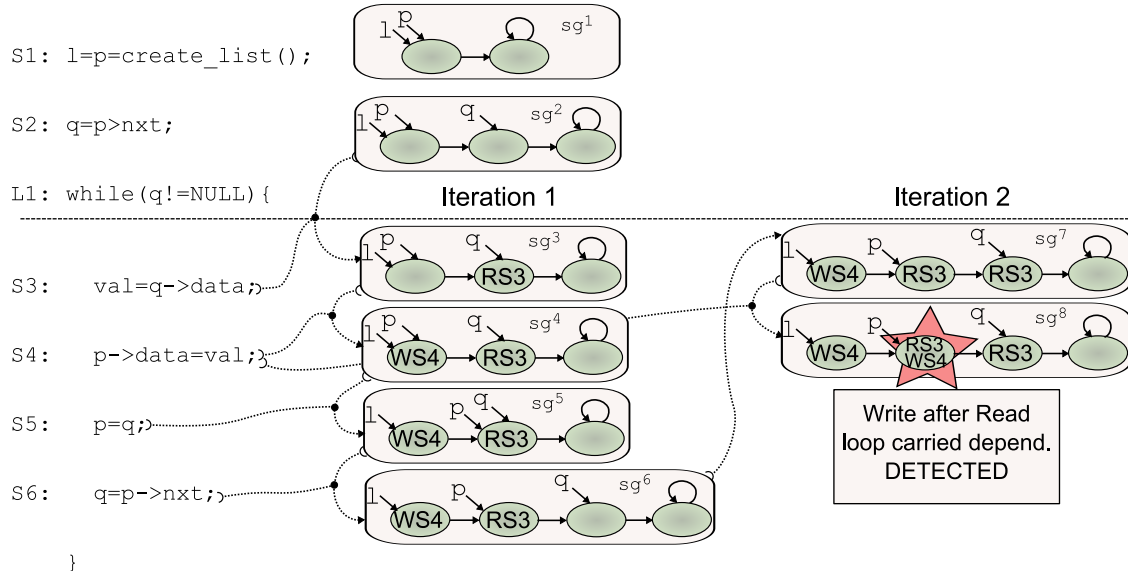 S1: l=p=create_list();
l p sg1
S2: q=p>nxt;
l p q sg2
L1: while(q!=NULL){
Iteration 1 Iteration 2
S3: val=q->data;
l p q sg3
RS3
l p q sg7
WS4 RS3 RS3
S4: p->data=val;
l p q sg4
WS4 RS3
l p q sg8
WS4 RS3 WS4 RS3
Write after Read
loop carried depend.
DETECTED
S5: p=q;
l p q sg5
WS4 RS3
S6: q=p->nxt;
l p q sg6
WS4 RS3
}